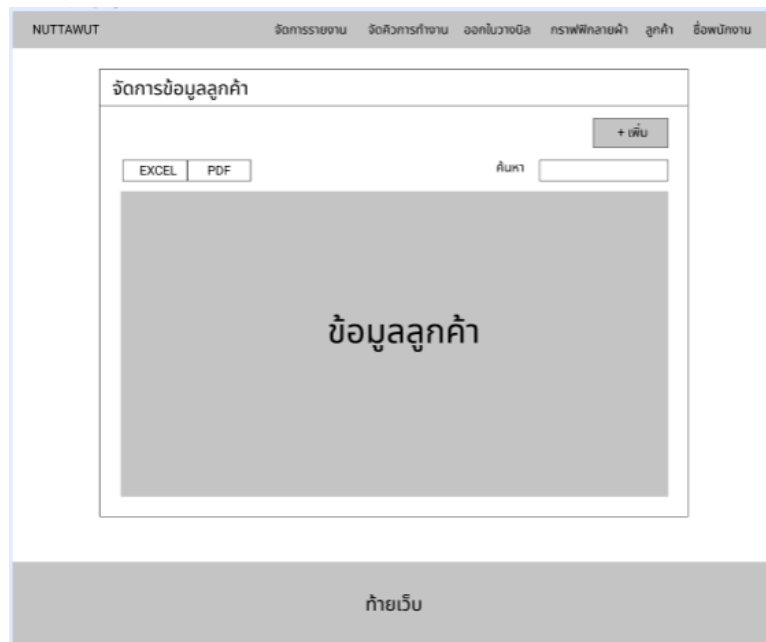 NUTTAWUT จัดการรายงาน จัดคิวการทำงาน ออกใบวางบิล กราฟฟิกลายผ้า ลูกค้า ชื่อพนักงาน
จัดการข้อมูลลูกค้า
+ เพิ่ม
EXCEL PDF ค้นหา
ข้อมูลลูกค้า
ท้ายเว็บ